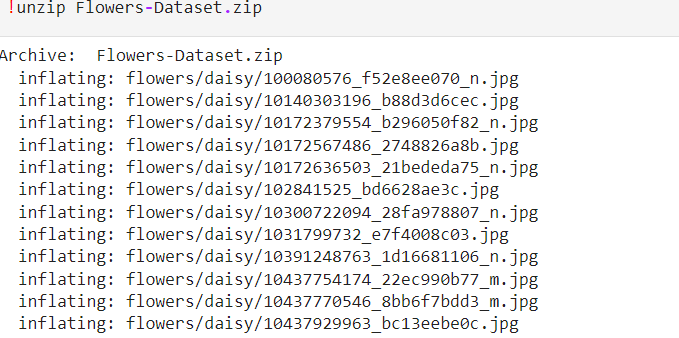 !unzip Flowers-Dataset.zip
Archive:  Flowers-Dataset.zip
  inflating: flowers/daisy/100080576_f52e8ee070_n.jpg
  inflating: flowers/daisy/10140303196_b88d3d6cec.jpg
  inflating: flowers/daisy/10172379554_b296050f82_n.jpg
  inflating: flowers/daisy/10172567486_2748826a8b.jpg
  inflating: flowers/daisy/10172636503_21bededa75_n.jpg
  inflating: flowers/daisy/102841525_bd6628ae3c.jpg
  inflating: flowers/daisy/10300722094_28fa978807_n.jpg
  inflating: flowers/daisy/1031799732_e7f4008c03.jpg
  inflating: flowers/daisy/10391248763_1d16681106_n.jpg
  inflating: flowers/daisy/10437754174_22ec990b77_m.jpg
  inflating: flowers/daisy/10437770546_8bb6f7bdd3_m.jpg
  inflating: flowers/daisy/10437929963_bc13eebe0c.jpg